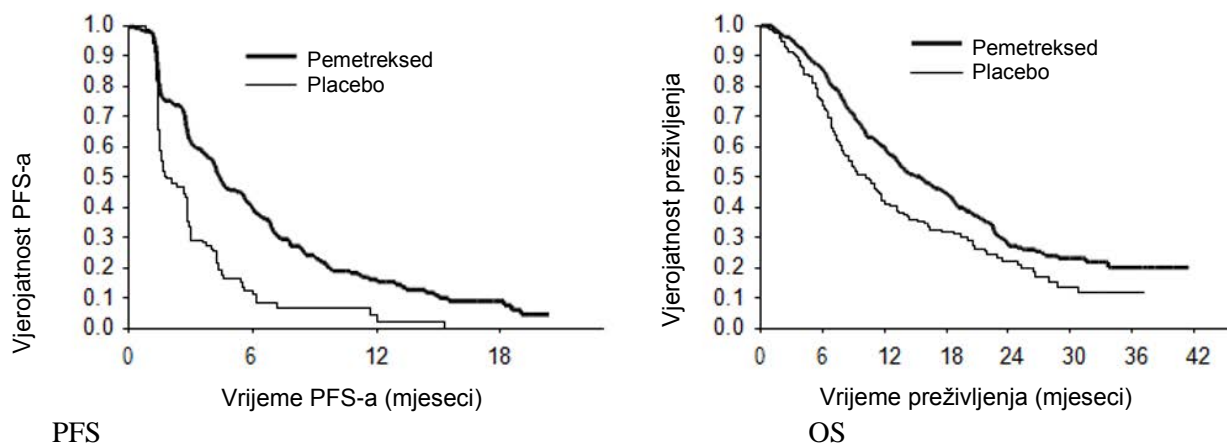 1.0
0.9
0.8
0.7
0.6
0.5
0.4
0.3
0.2
0.1
0.0
Vjerojatnost PFS-a
Pemetreksed
Placebo
0 6 12 18
Vrijeme PFS-a (mjeseci)
PFS
1.0
0.9
0.8
0.7
0.6
0.5
0.4
0.3
0.2
0.1
0.0
Vjerojatnost preživljenja
Pemetreksed
Placebo
0 6 12 18 24 30 36 42
Vrijeme preživljenja (mjeseci)
OS